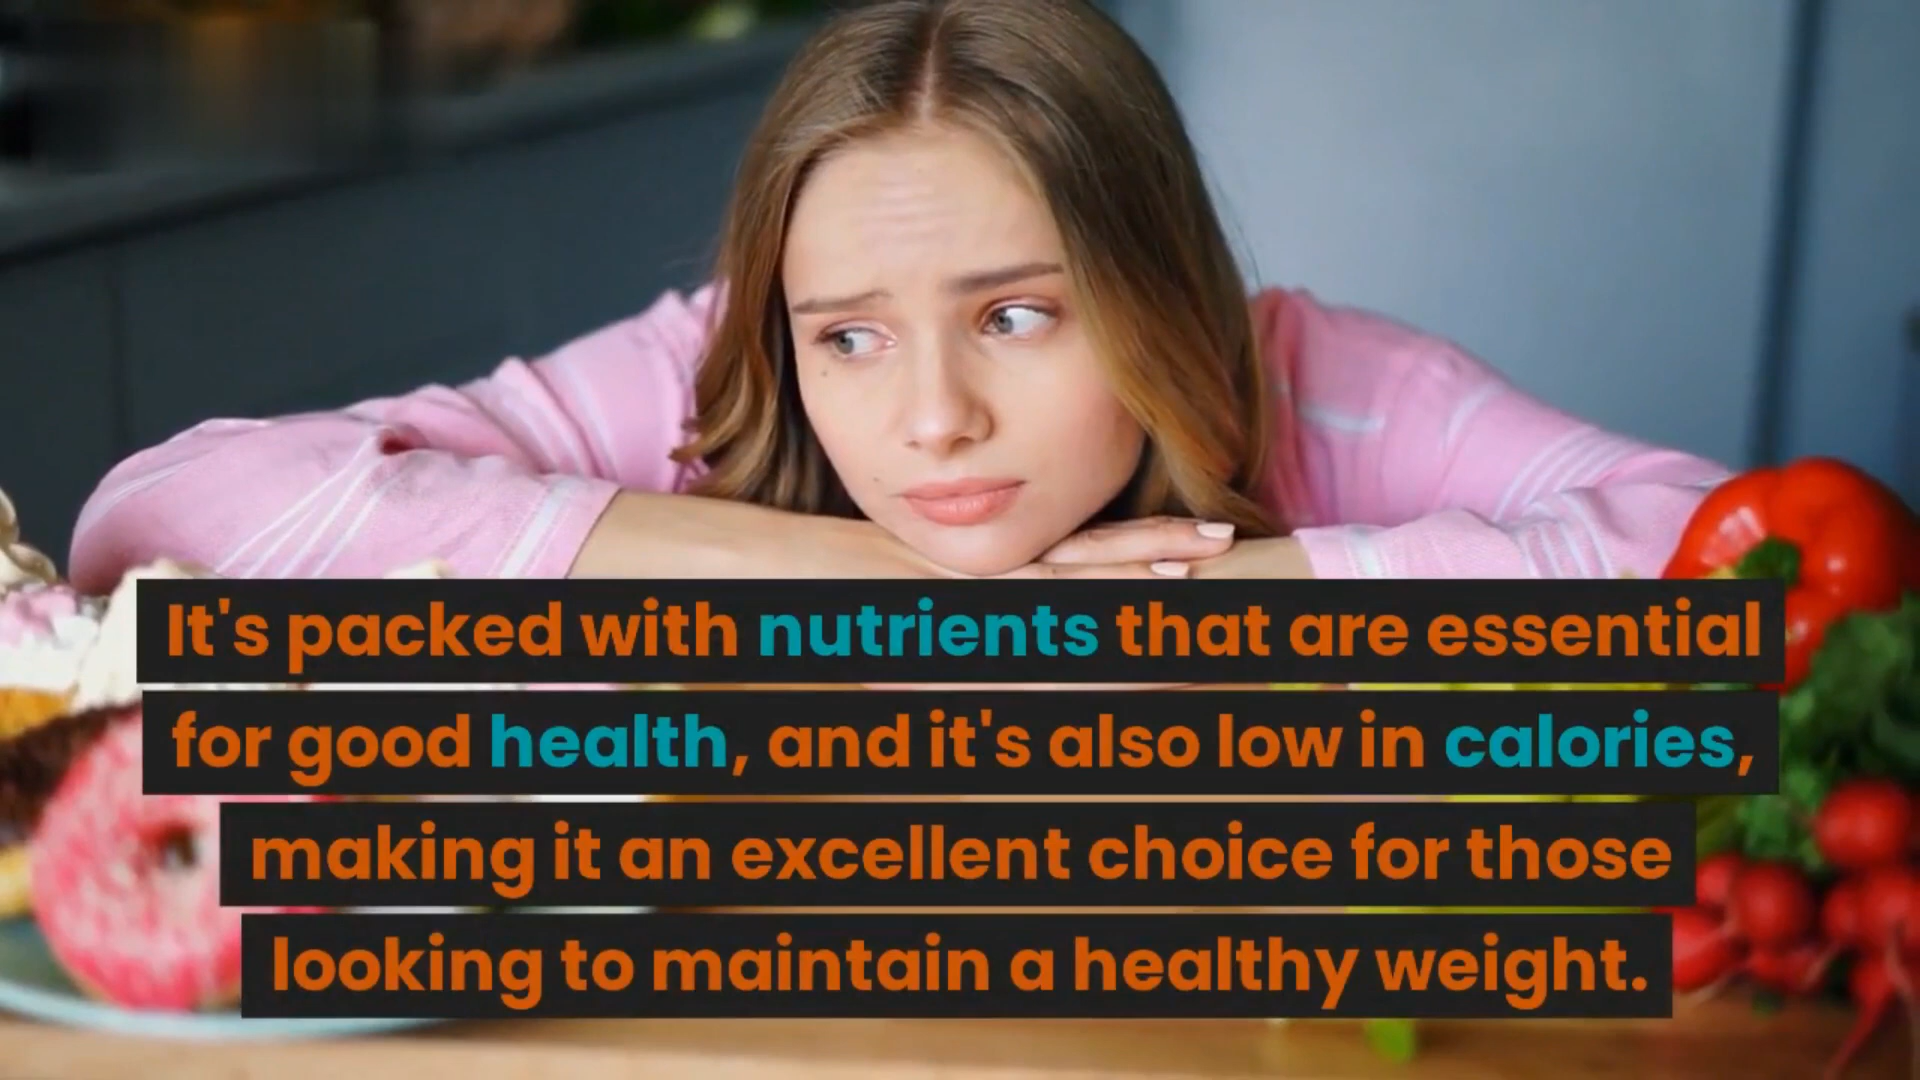 It's packed with nutrients that are essential
for good health, and it's also low in calories,
making it an excellent choice for those
looking to maintain a healthy weight.